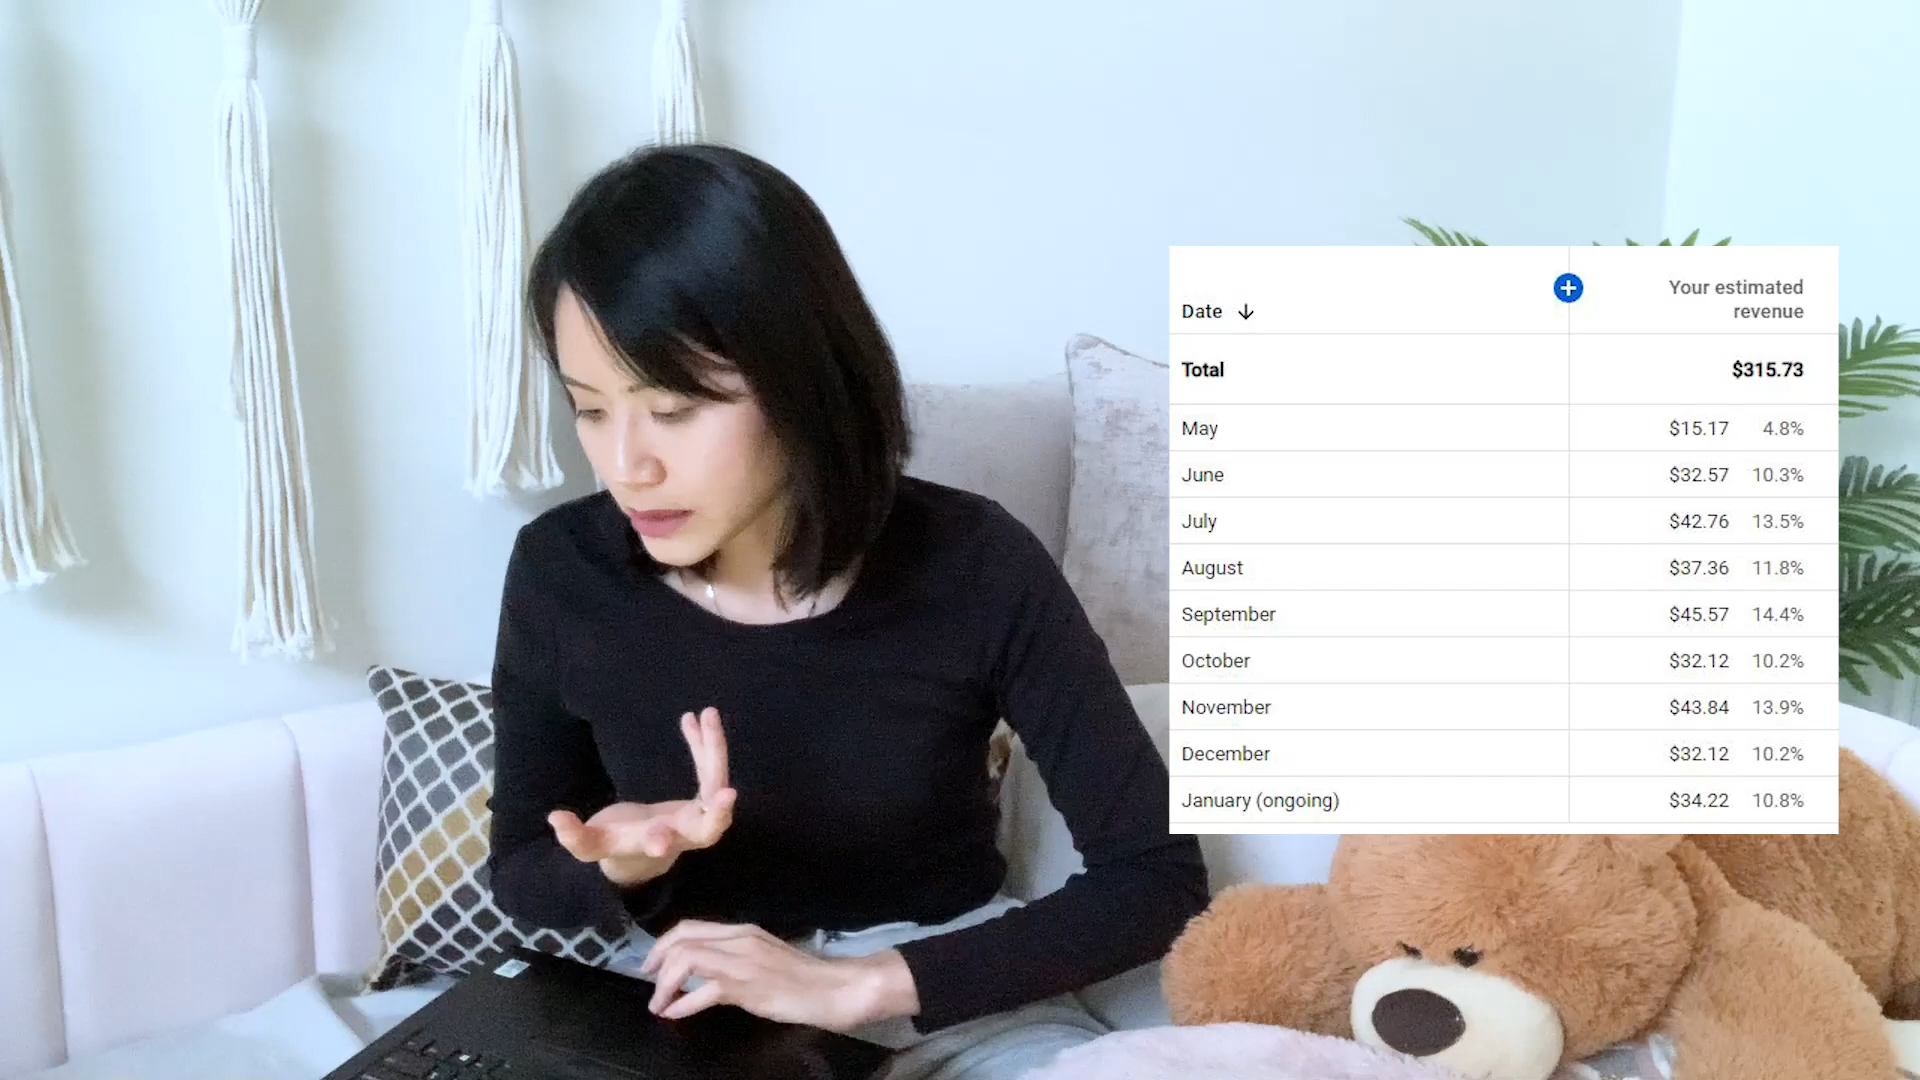 Your estimated
Date ↓ revenue
Total $315.73
May $15.17 4.8%
June $32.57 10.3%
July $42.76 13.5%
August $37.36 11.8%
September $45.57 14.4%
October $32.12 10.2%
November $43.84 13.9%
December $32.12 10.2%
January (ongoing) $34.22 10.8%